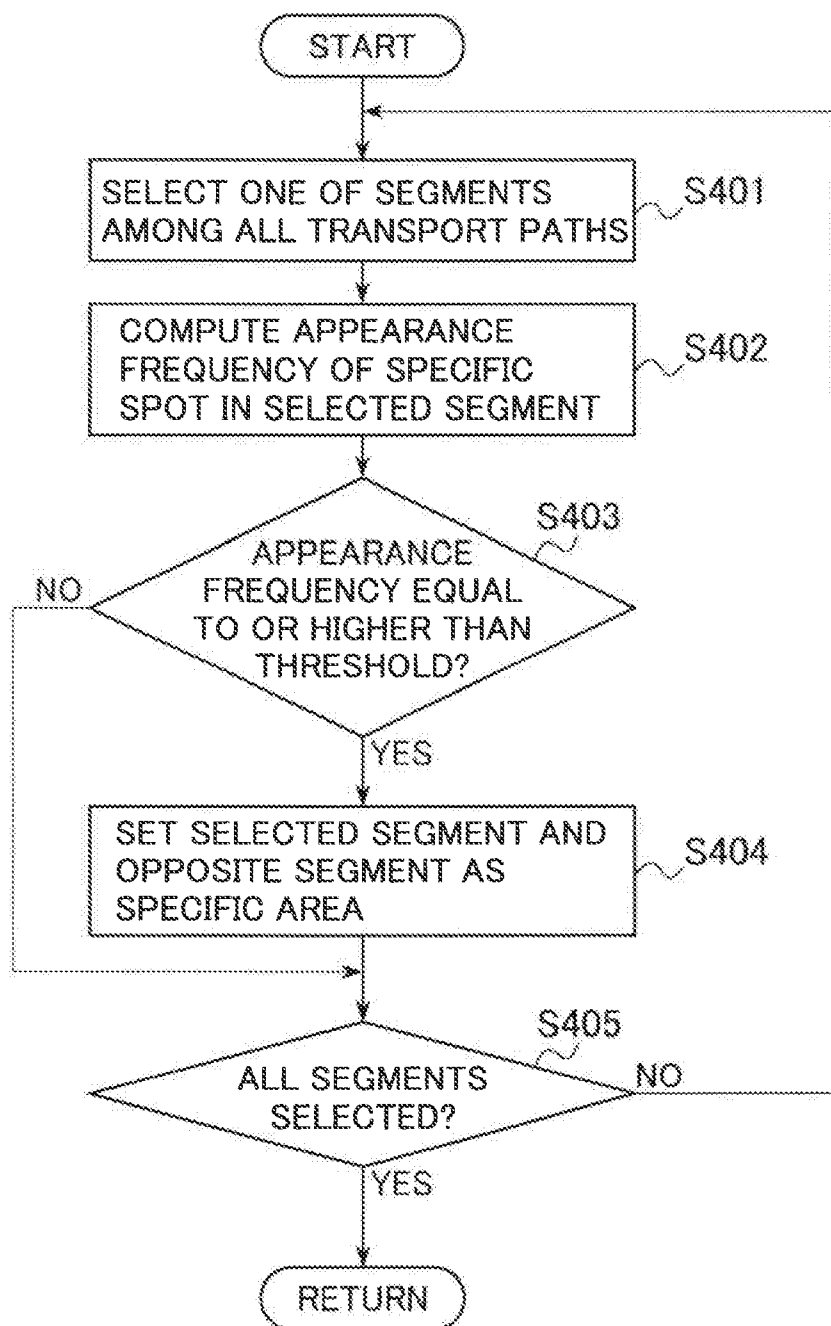 START
SELECT ONE OF SEGMENTS
AMONG ALL TRANSPORT PATHS
S401
COMPUTE APPEARANCE
FREQUENCY OF SPECIFIC
SPOT IN SELECTED SEGMENT
S402
S403
APPEARANCE
FREQUENCY EQUAL
TO OR HIGHER THAN
THRESHOLD?
NO
YES
SET SELECTED SEGMENT AND
OPPOSITE SEGMENT AS
SPECIFIC AREA
S404
S405
ALL SEGMENTS
SELECTED?
NO
YES
RETURN